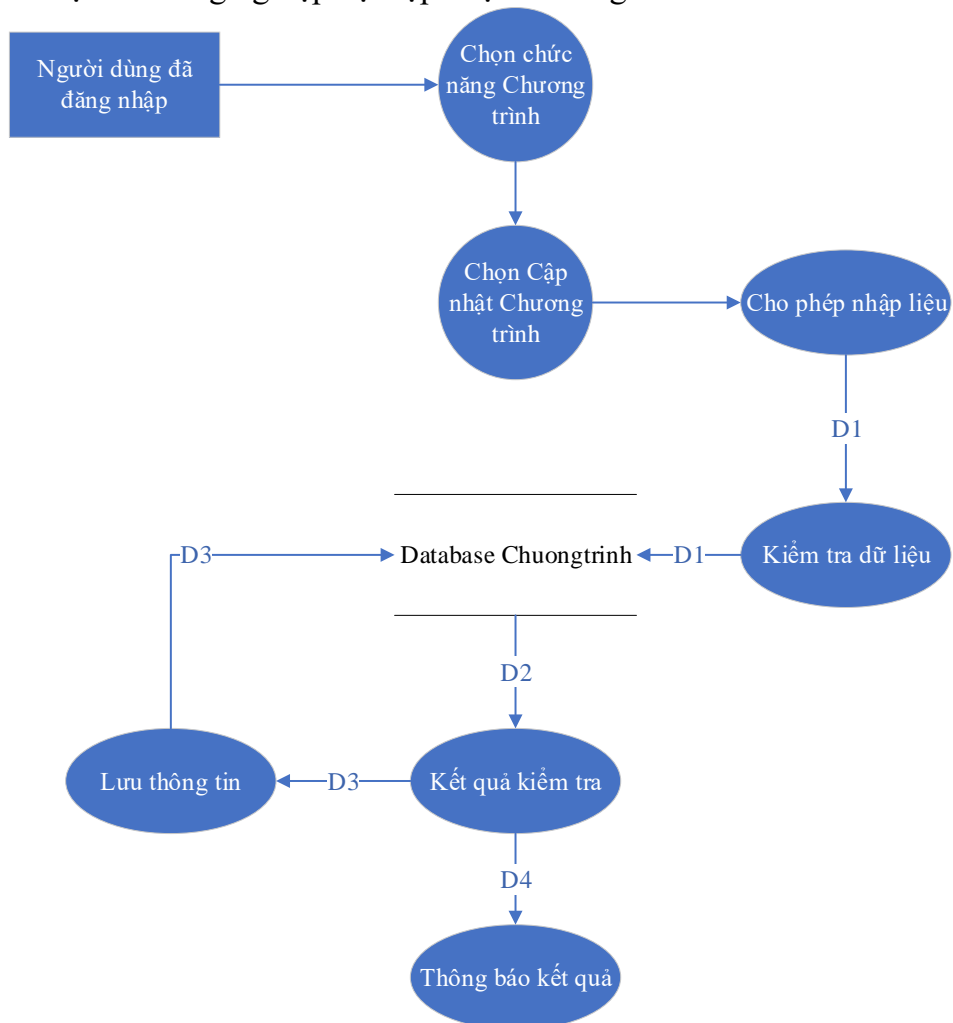 Người dùng đã
đăng nhập
Chọn chức
năng Chương
trình
Chọn Cập
nhật Chương
trình
Cho phép nhập liệu
D1
Kiểm tra dữ liệu
D1
Database Chuongtrinh
D3
D2
Kết quả kiểm tra
D3
Lưu thông tin
D4
Thông báo kết quả